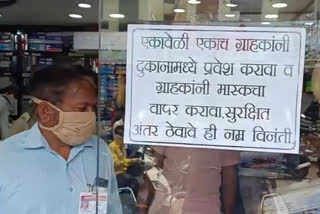 एकावेळी एकाच ग्राहकांनी
दुकानामध्ये प्रवेश करावा व
ग्राहकांनी मास्कचा
वापर करावा.सुरक्षित
अंतर ठेवावे ही नम्र विनंती.